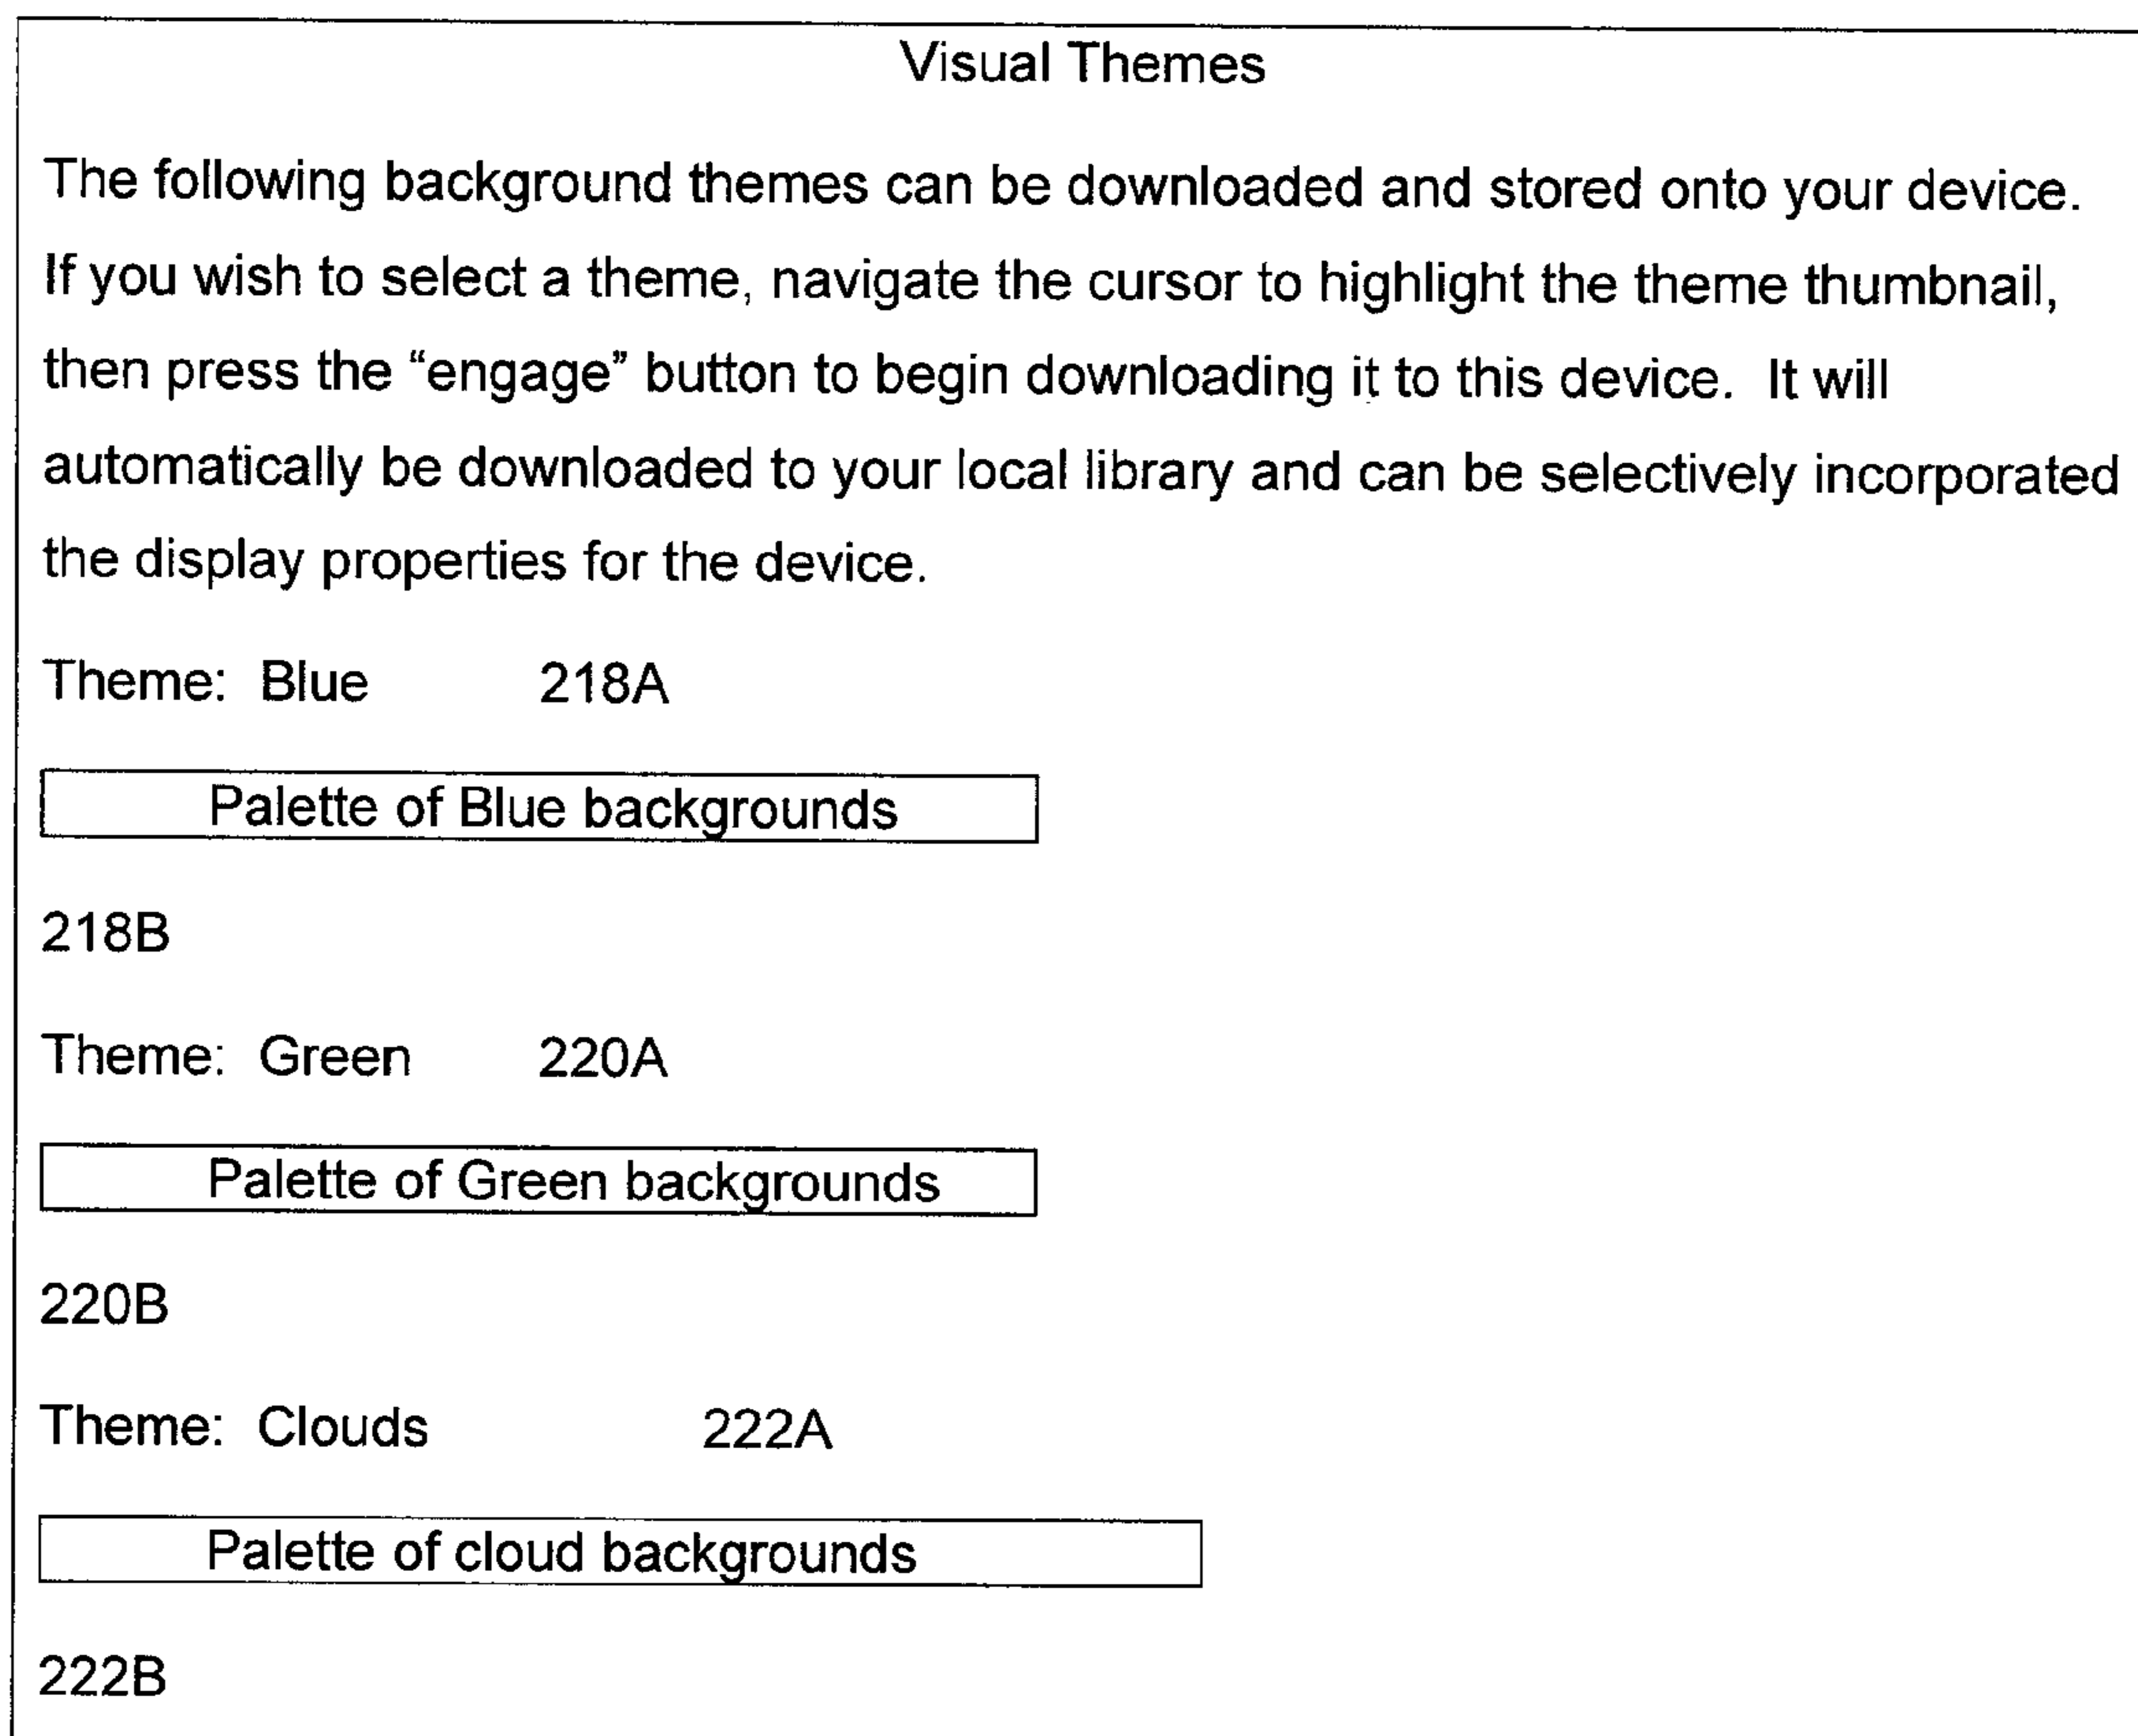 Visual Themes
The following background themes can be downloaded and stored onto your device.
If you wish to select a theme, navigate the cursor to highlight the theme thumbnail,
then press the “engage” button to begin downloading it to this device.  It will
automatically be downloaded to your local library and can be selectively incorporated
the display properties for the device.
Theme:  Blue 218A
Palette of Blue backgrounds
218B
Theme:  Green 220A
Palette of Green backgrounds
220B
Theme:  Clouds 222A
Palette of cloud backgrounds
222B